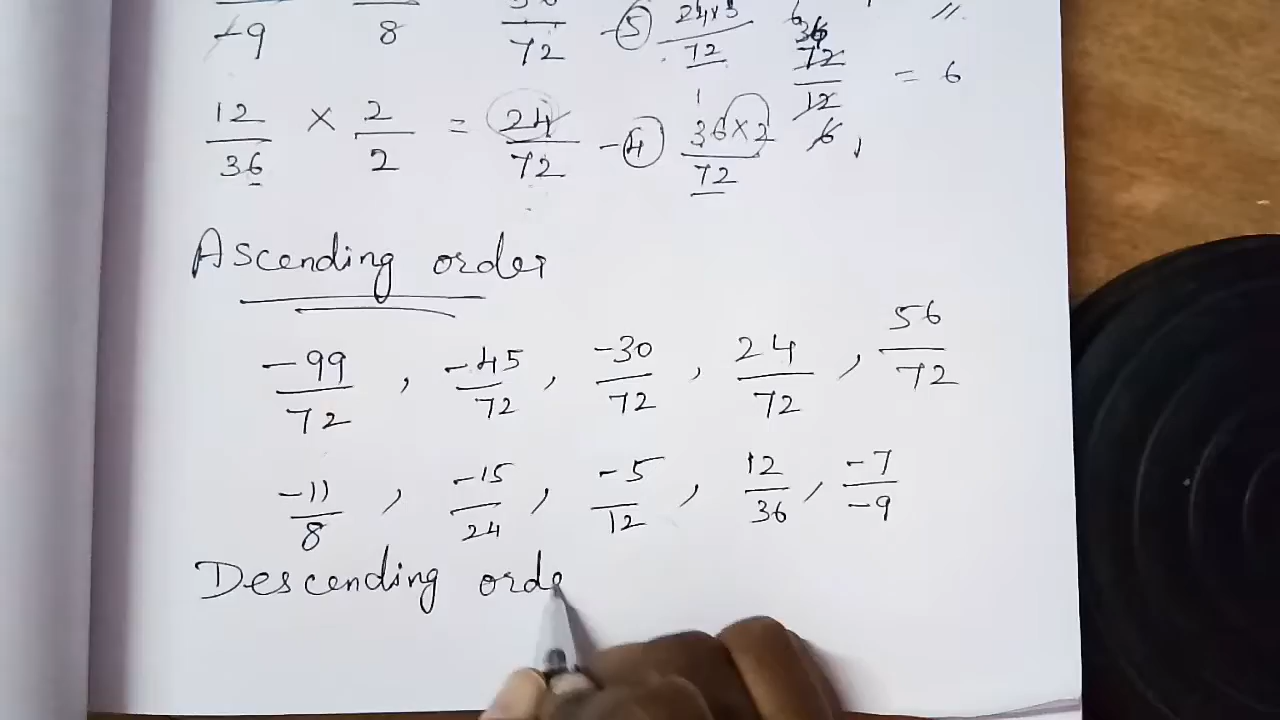 -9 8 72 -5 24×3/72 36
72/12 = 6
12/36 × 2/2 = 24/72 -4 36×2/72 6,
Ascending order
-99/72 , -45/72 , -30/72 , 24/72 , 56/72
-11/8 , -15/24 , -5/12 , 12/36 , -7/-9
Descending orde